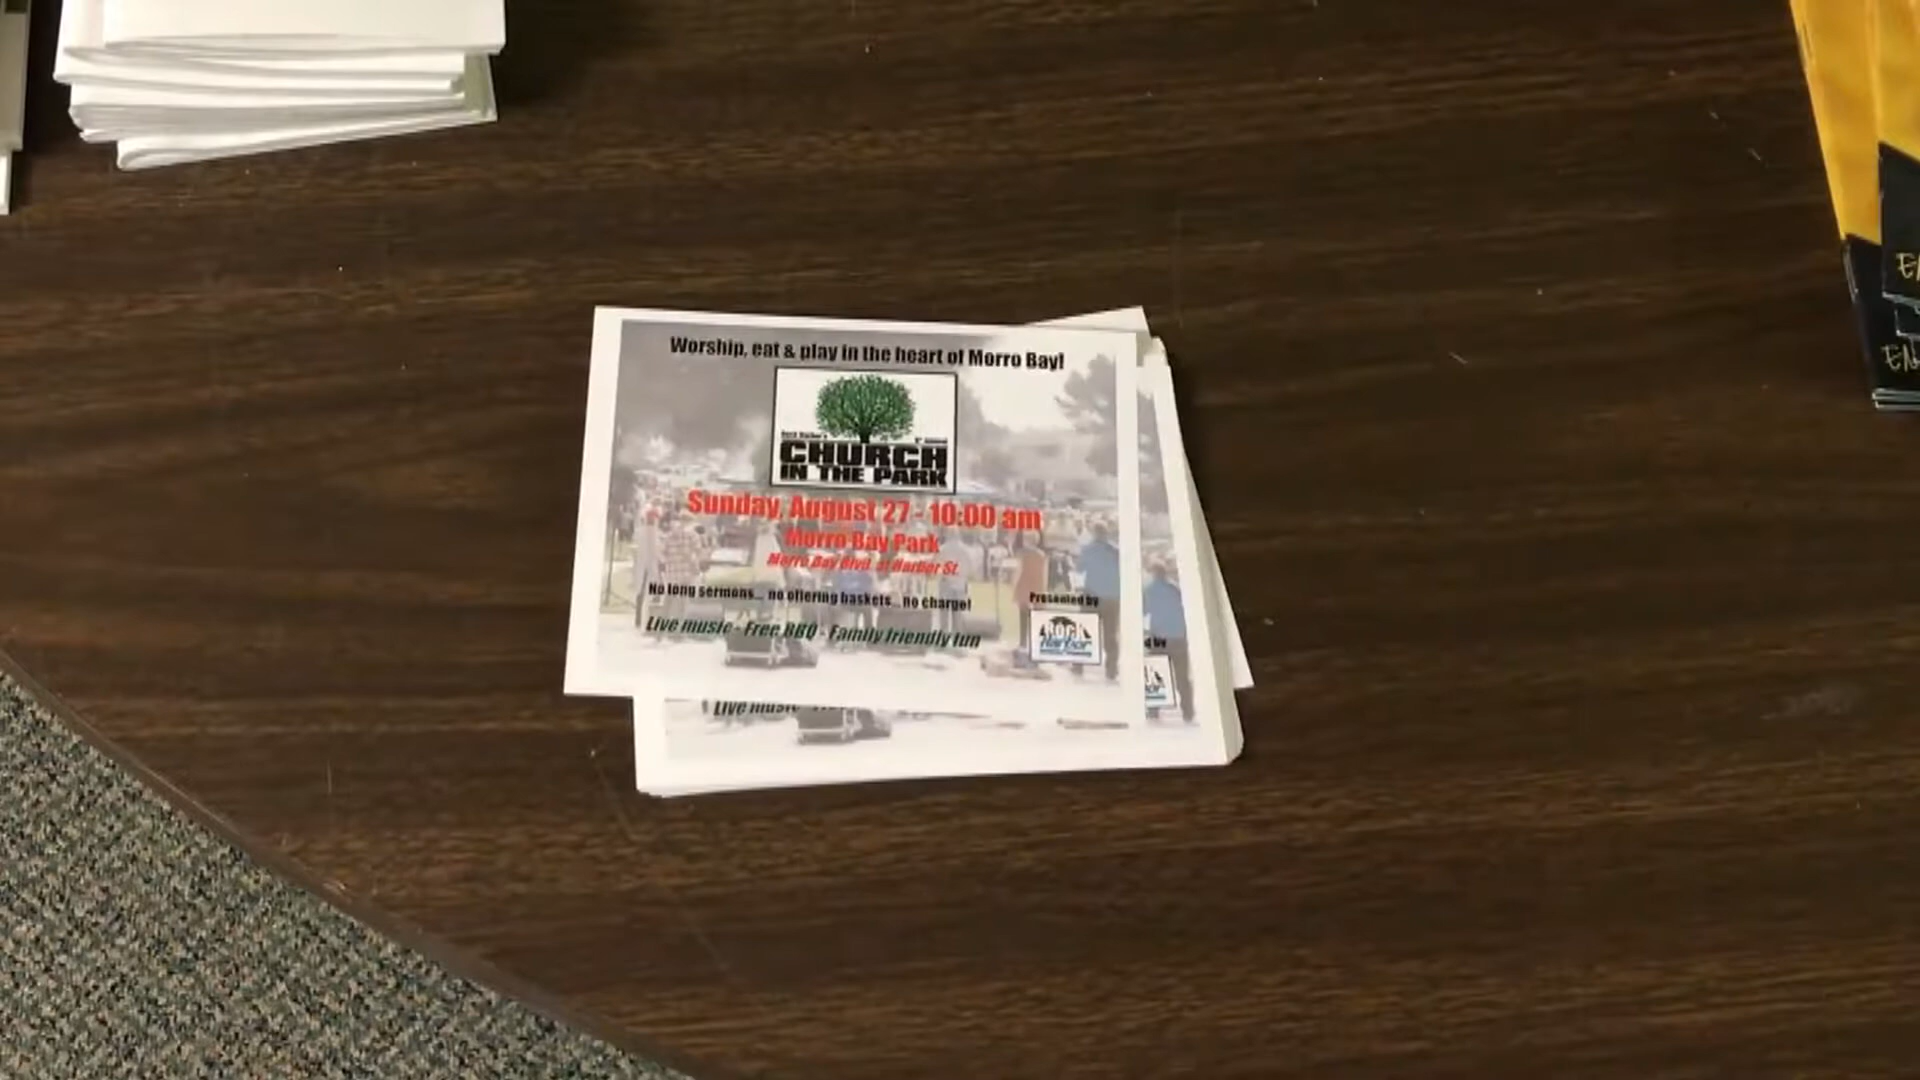 Worship, eat & play in the heart of Morro Bay!
CHURCH
IN THE PARK
Sunday, August 27 - 10:00 am
Morro Bay Park
Morro Bay Blvd. at Harbor St.
No long sermons... no offering baskets... no charge!
Live music - Free BBQ - Family friendly fun
Presented by
ROCK
Harbor
Live music